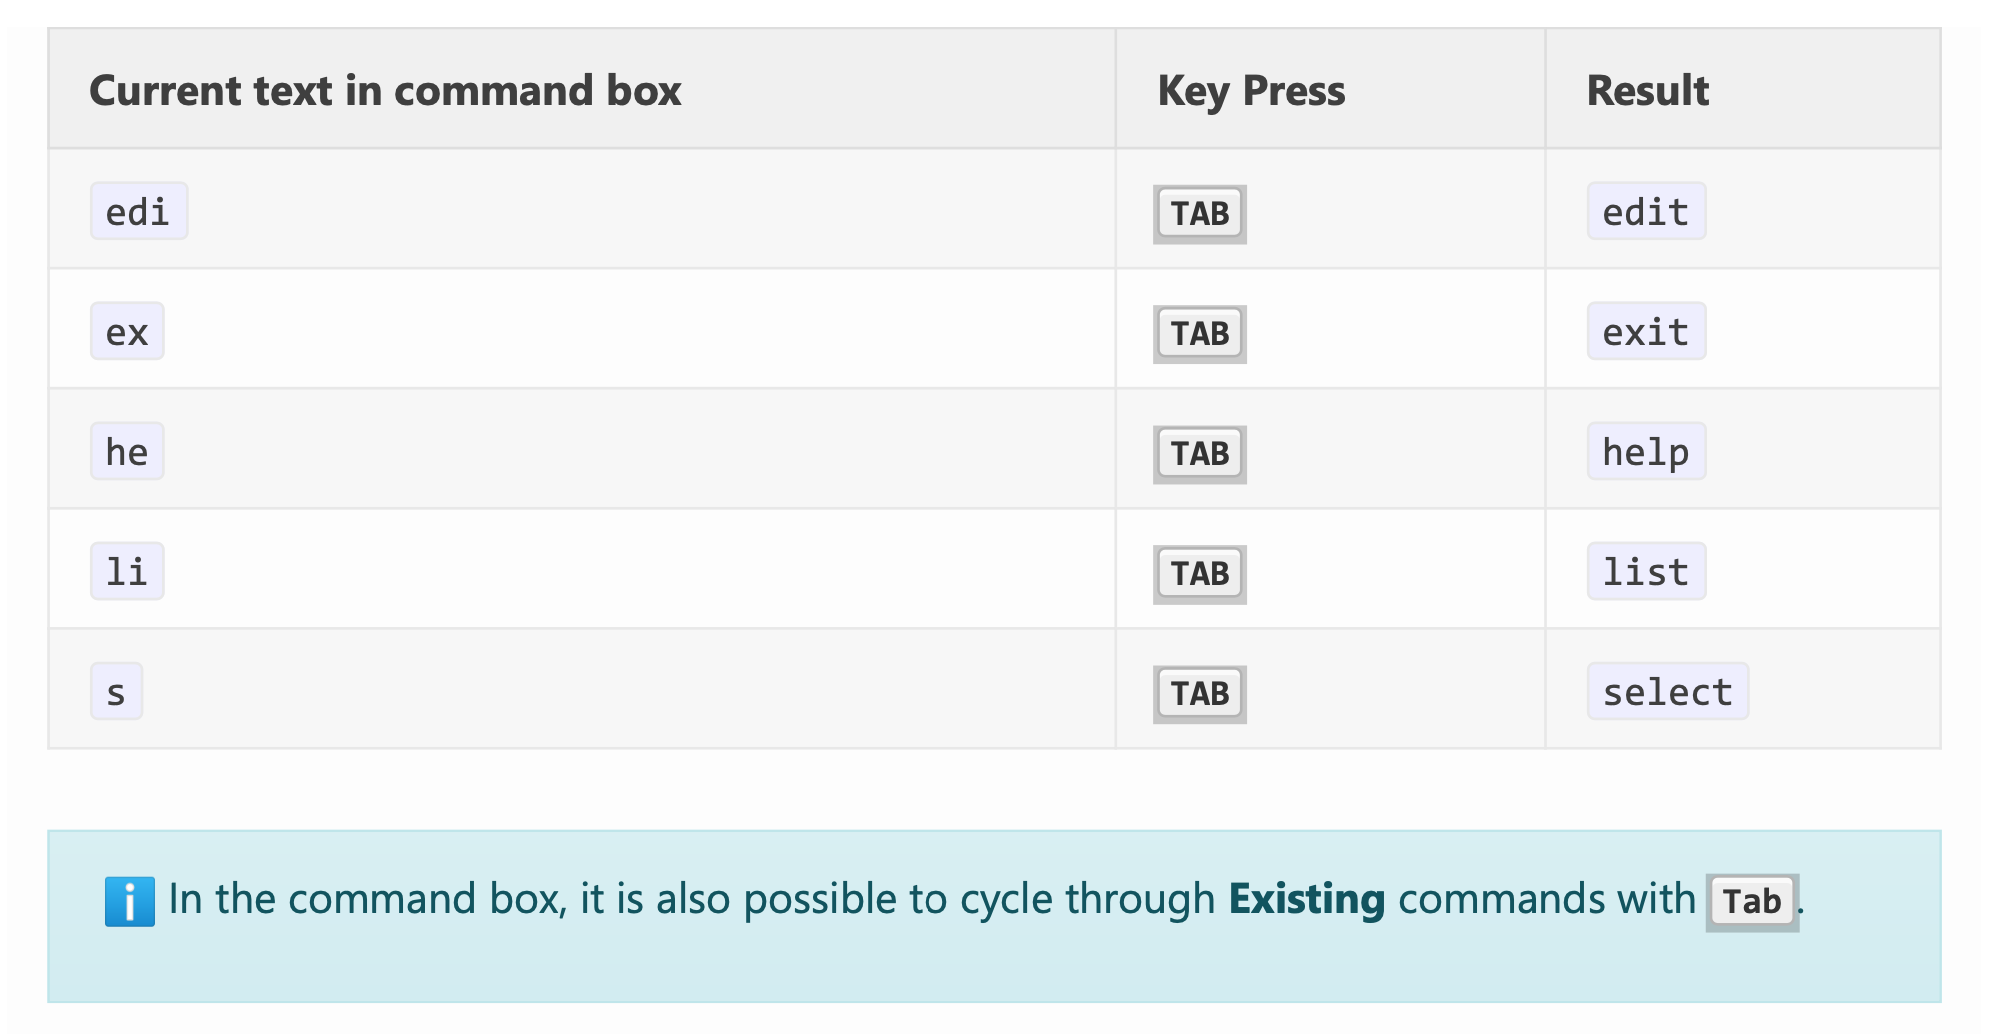 Current text in command box Key Press Result
edi TAB edit
ex TAB exit
he TAB help
li TAB list
s TAB select
In the command box, it is also possible to cycle through Existing commands with Tab.